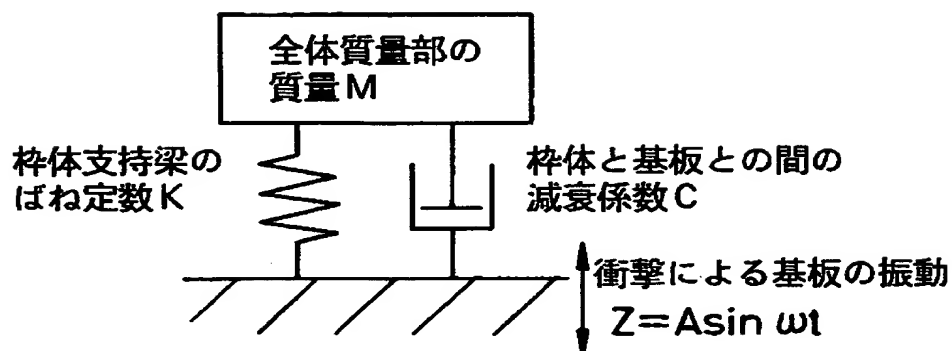 全体質量部の
質量M
枠体支持梁の
ばね定数K
枠体と基板との間の
減衰係数C
衝撃による基板の振動
Z=Asin ωt